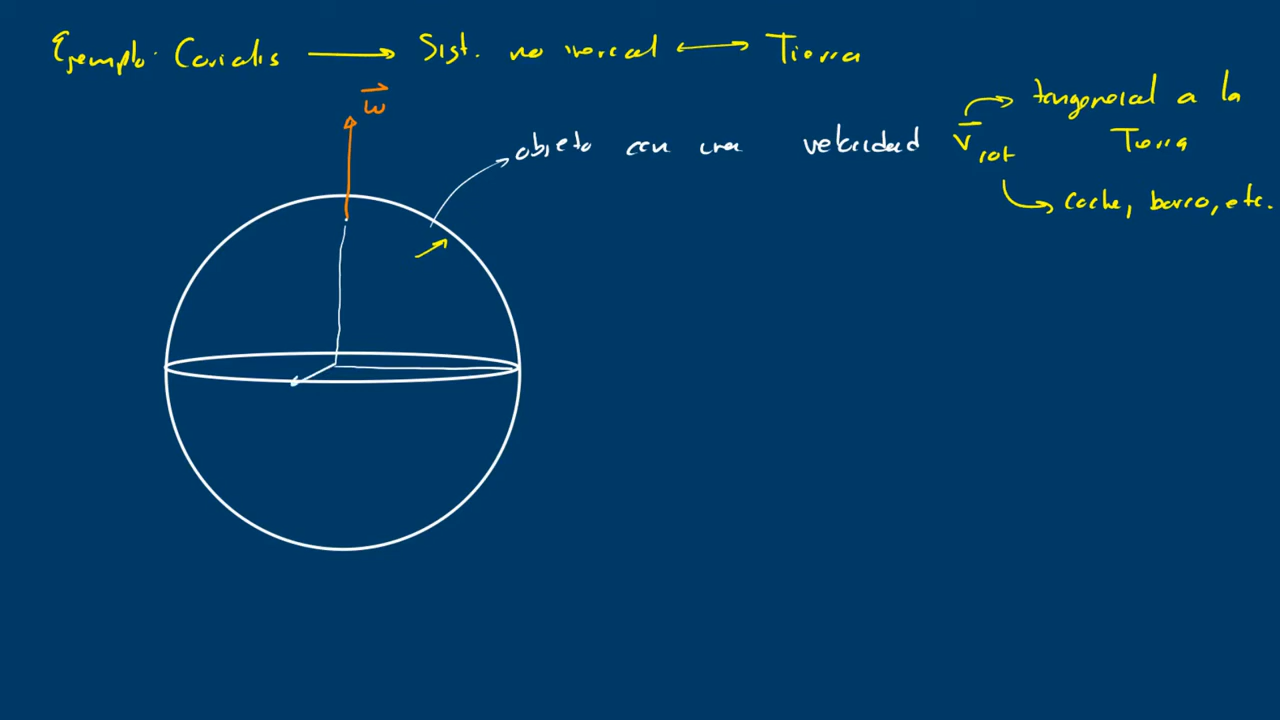 Ejemplo: Coriolis → Sist. no inercial ↔ Tierra
ω
objeto con una velocidad v rot
tangencial a la
Tierra
coche, barco, etc.